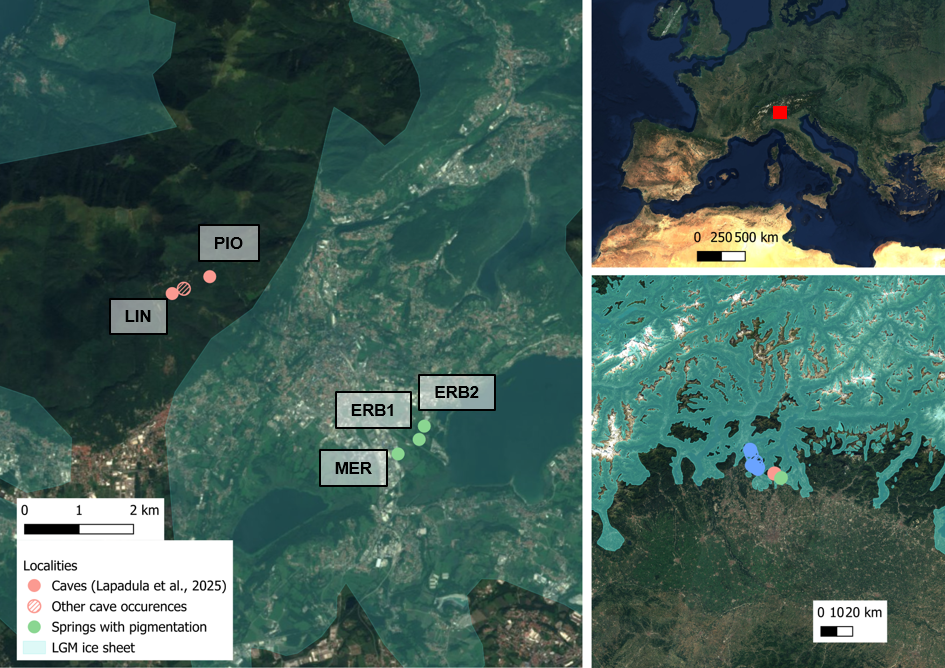 PIO
LIN
ERB2
ERB1
MER
0 1 2 km
Localities
Caves (Lapadula et al., 2025)
Other cave occurences
Springs with pigmentation
LGM ice sheet
0 250 500 km
0 10 20 km